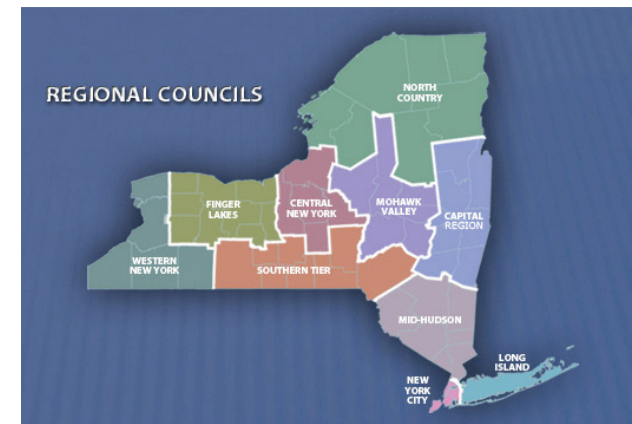 REGIONAL COUNCILS
NORTH
COUNTRY
FINGER
LAKES
CENTRAL
NEW YORK
MOHAWK
VALLEY
CAPITAL
REGION
WESTERN
NEW YORK
SOUTHERN TIER
MID-HUDSON
LONG
ISLAND
NEW
YORK
CITY